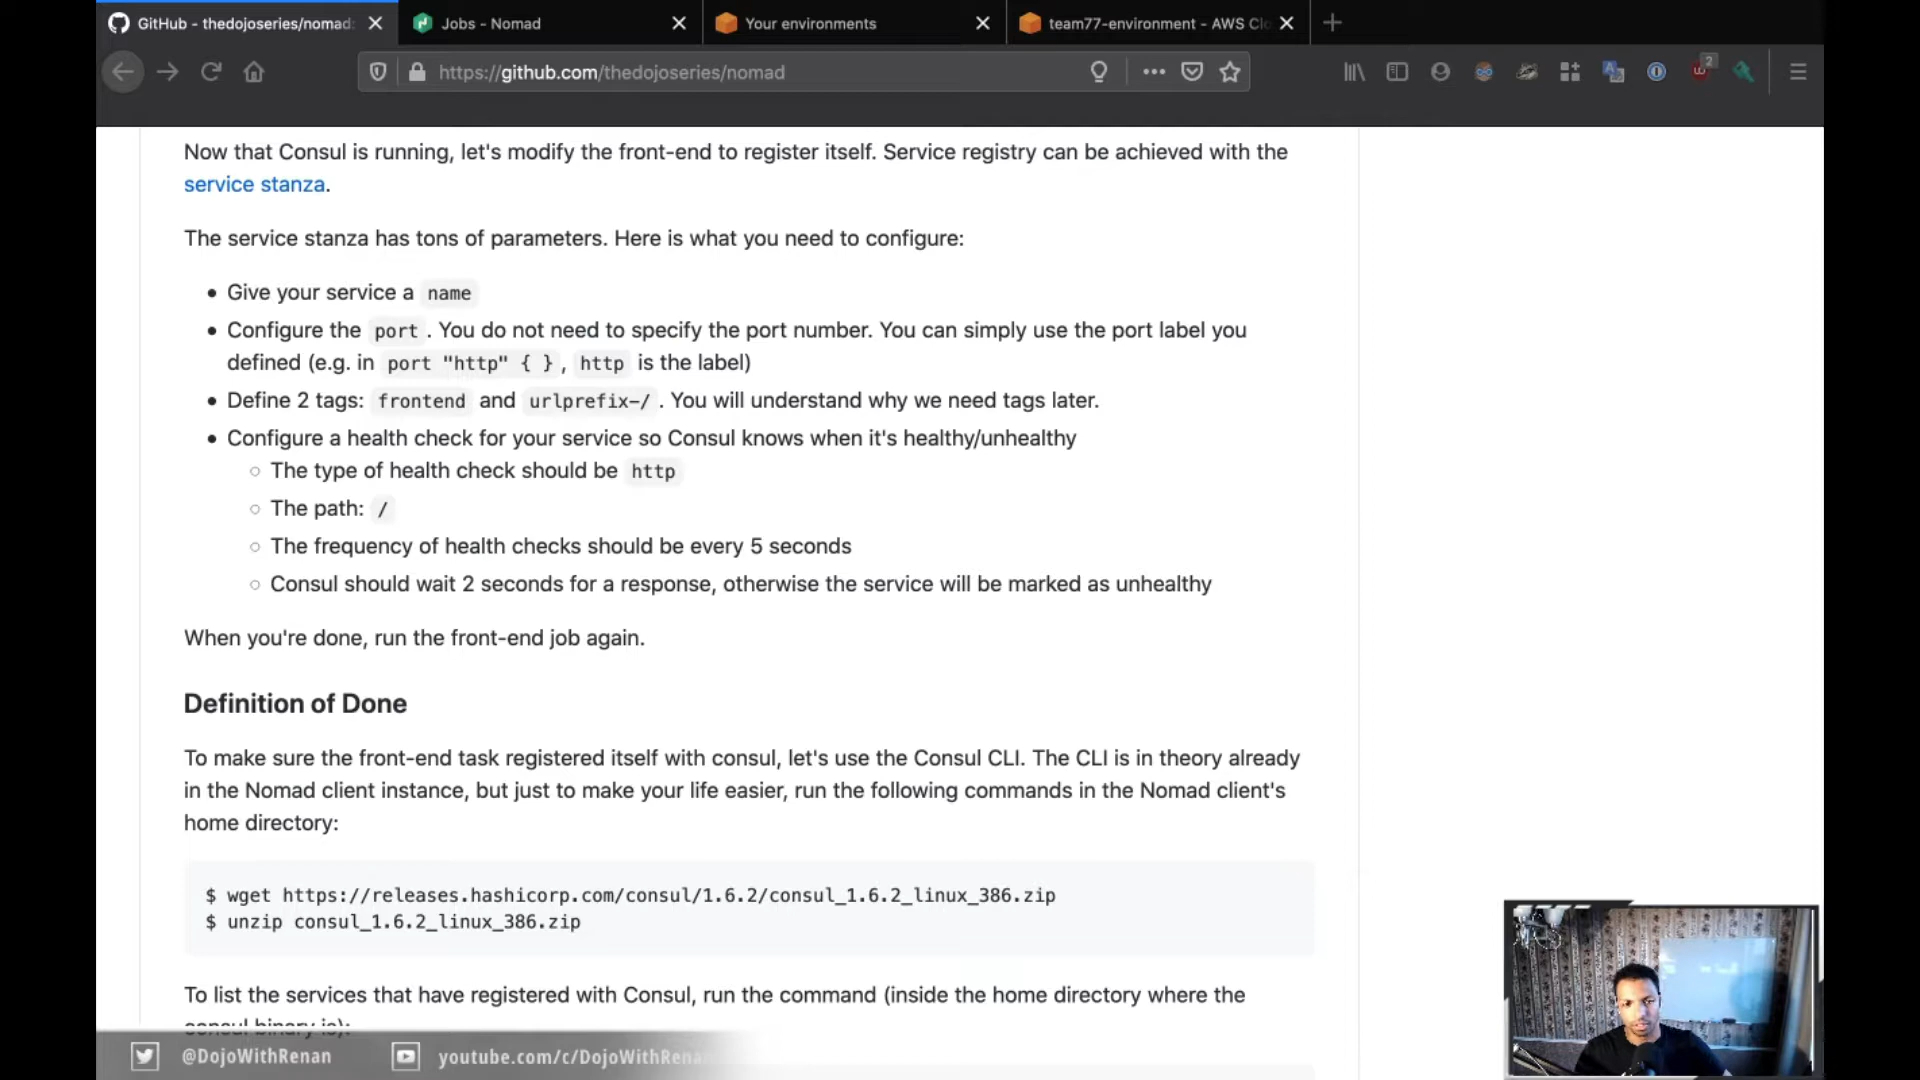 GitHub - thedojoseries/nomad:
Jobs - Nomad
Your environments
team77-environment - AWS Clo
https://github.com/thedojoseries/nomad
2
Now that Consul is running, let's modify the front-end to register itself. Service registry can be achieved with the
service stanza.
The service stanza has tons of parameters. Here is what you need to configure:
• Give your service a name
• Configure the port . You do not need to specify the port number. You can simply use the port label you
defined (e.g. in port "http" { } , http is the label)
• Define 2 tags: frontend and urlprefix-/ . You will understand why we need tags later.
• Configure a health check for your service so Consul knows when it's healthy/unhealthy
○ The type of health check should be http
○ The path: /
○ The frequency of health checks should be every 5 seconds
○ Consul should wait 2 seconds for a response, otherwise the service will be marked as unhealthy
When you're done, run the front-end job again.
Definition of Done
To make sure the front-end task registered itself with consul, let's use the Consul CLI. The CLI is in theory already
in the Nomad client instance, but just to make your life easier, run the following commands in the Nomad client's
home directory:
$ wget https://releases.hashicorp.com/consul/1.6.2/consul_1.6.2_linux_386.zip
$ unzip consul_1.6.2_linux_386.zip
To list the services that have registered with Consul, run the command (inside the home directory where the
consul binary is):
@DojoWithRenan
youtube.com/c/DojoWithRenan